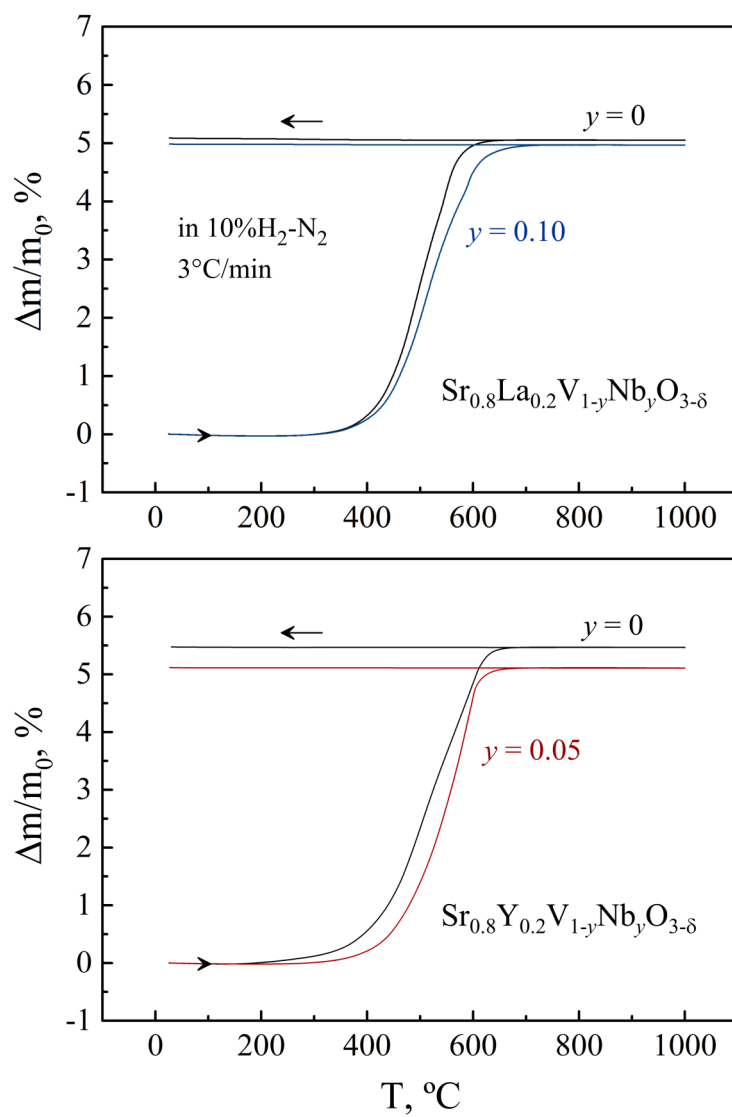 7
6
5
4
3
2
1
0
-1
Δm/m₀, %
y = 0
in 10%H₂-N₂
3°C/min
y = 0.10
Sr₀.₈La₀.₂V₁₋yNbyO₃₋δ
0 200 400 600 800 1000
7
6
5
4
3
2
1
0
-1
Δm/m₀, %
y = 0
y = 0.05
Sr₀.₈Y₀.₂V₁₋yNbyO₃₋δ
0 200 400 600 800 1000
T, ºC